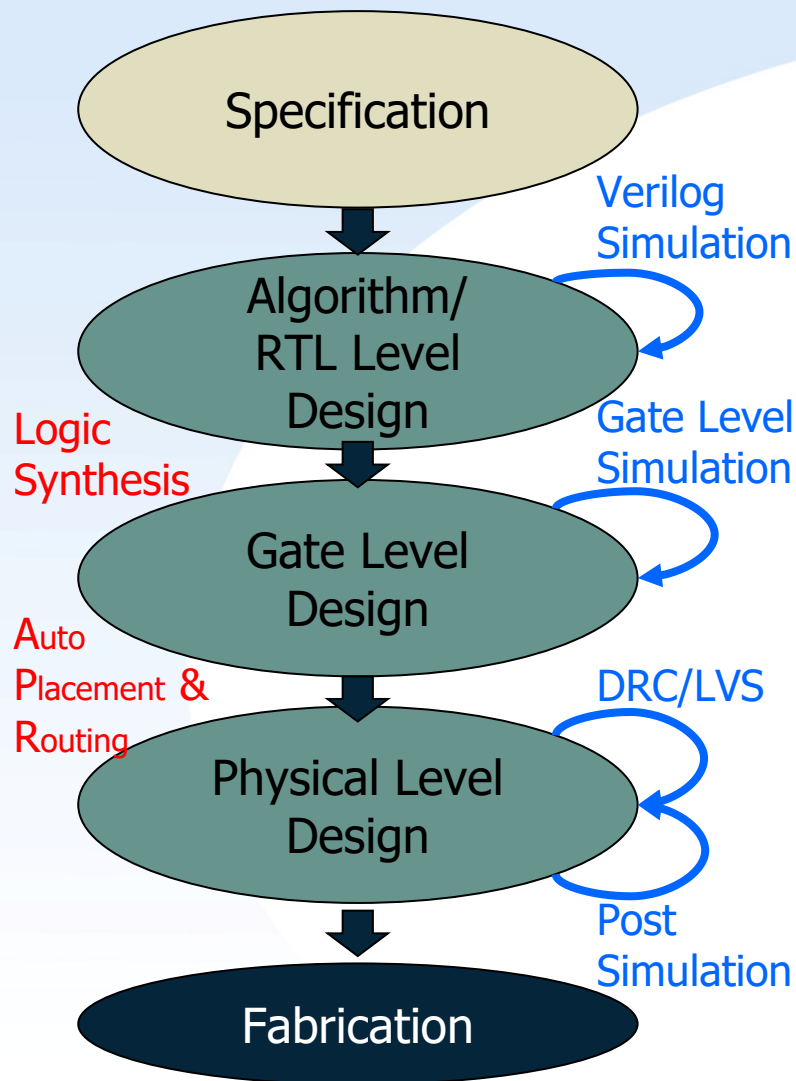 Specification
Verilog
Simulation
Algorithm/
RTL Level
Design
Logic
Synthesis
Gate Level
Simulation
Gate Level
Design
Auto
Placement &
Routing
DRC/LVS
Physical Level
Design
Post
Simulation
Fabrication